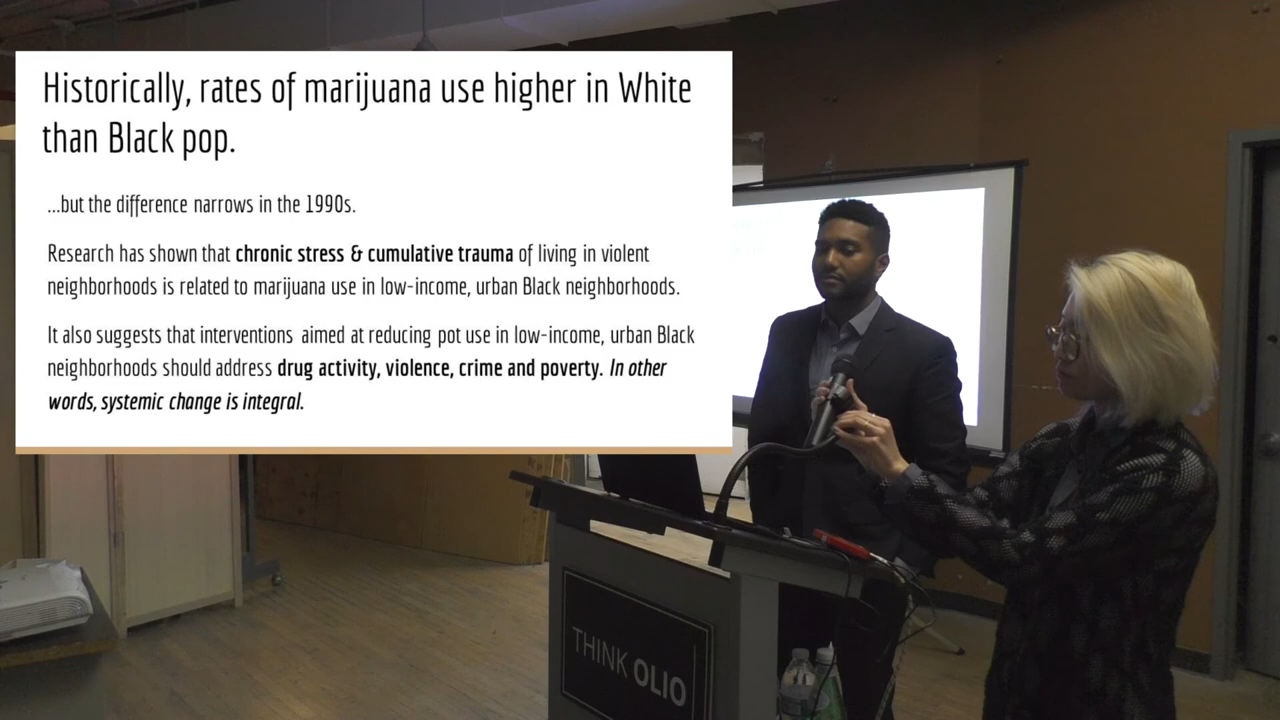 Historically, rates of marijuana use higher in White
than Black pop.
...but the difference narrows in the 1990s.
Research has shown that chronic stress & cumulative trauma of living in violent
neighborhoods is related to marijuana use in low-income, urban Black neighborhoods.
It also suggests that interventions aimed at reducing pot use in low-income, urban Black
neighborhoods should address drug activity, violence, crime and poverty. In other
words, systemic change is integral.
THINK OLIO